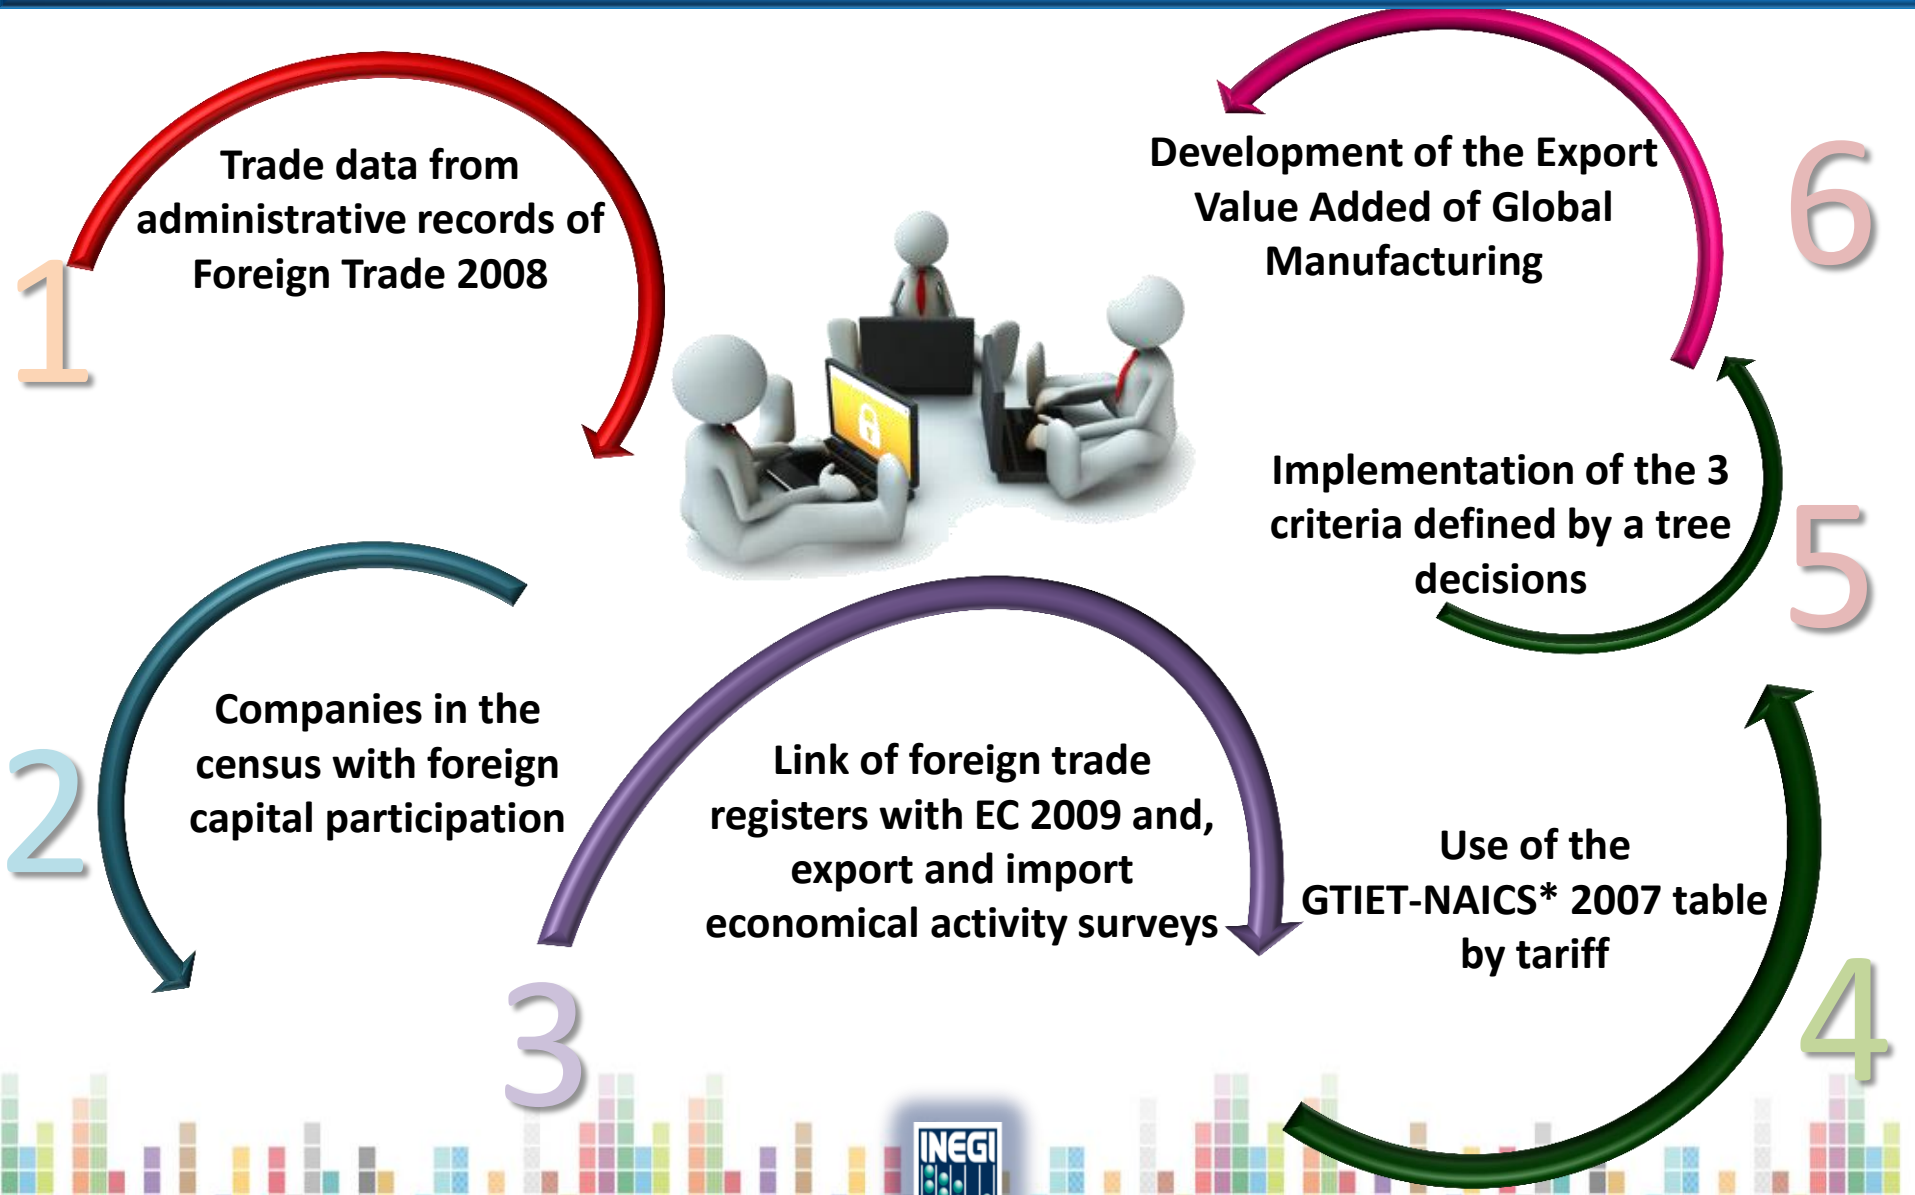 1
Trade data from
administrative records of
Foreign Trade 2008
2
Companies in the
census with foreign
capital participation
3
Link of foreign trade
registers with EC 2009 and,
export and import
economical activity surveys
4
Use of the
GTIET-NAICS* 2007 table
by tariff
5
Implementation of the 3
criteria defined by a tree
decisions
6
Development of the Export
Value Added of Global
Manufacturing
INEGI